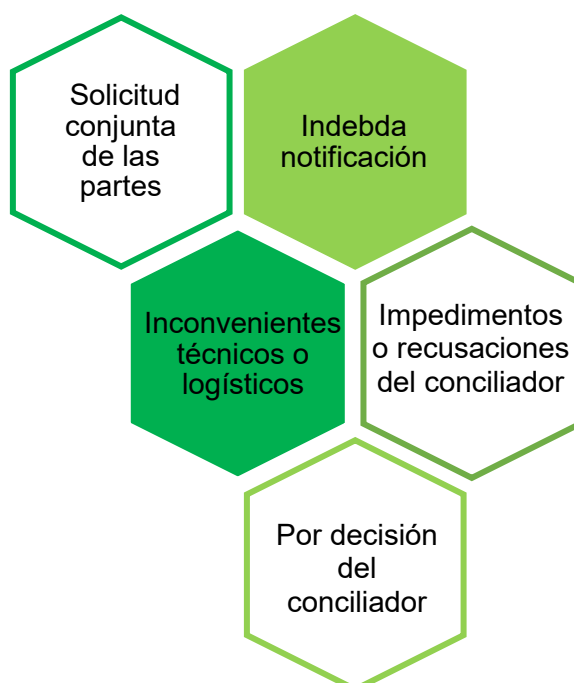 Solicitud
conjunta
de las
partes
Indebda
notificación
Inconvenientes
técnicos o
logísticos
Impedimentos
o recusaciones
del conciliador
Por decisión
del
conciliador